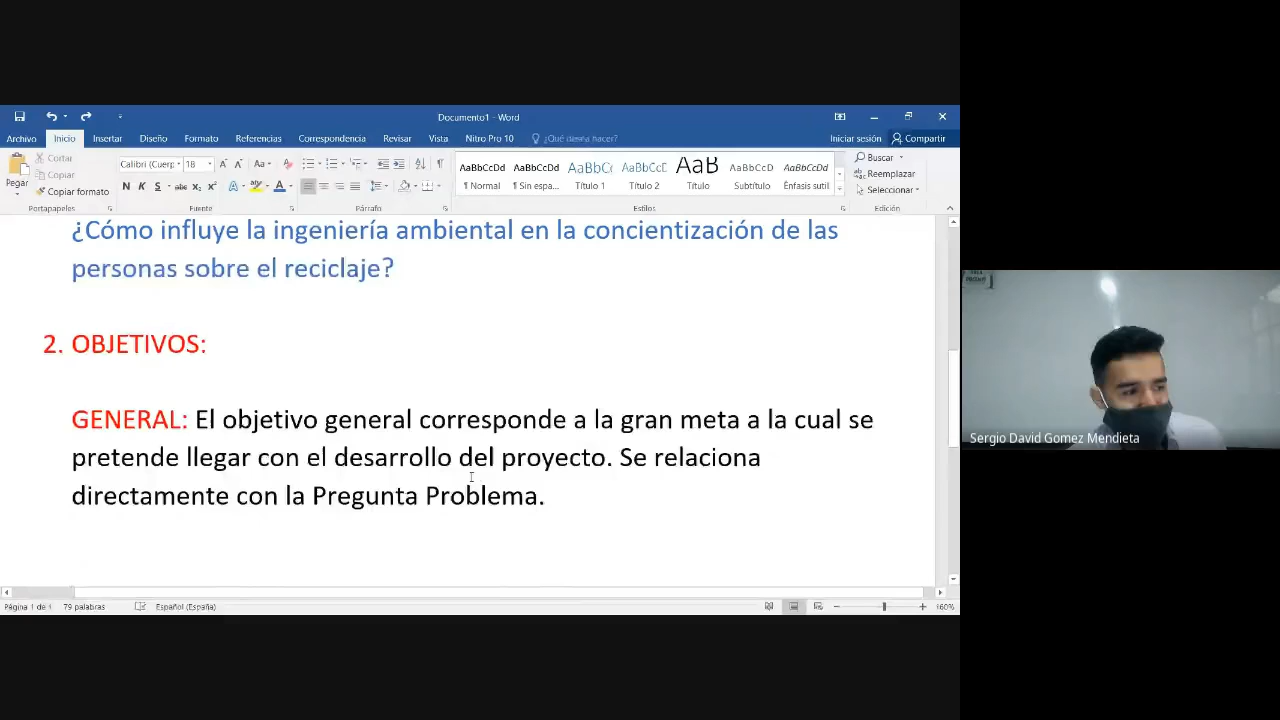 Documento1 - Word
Archivo Inicio Insertar Diseño Formato Referencias Correspondencia Revisar Vista Nitro Pro 10 ¿Qué desea hacer? Iniciar sesión Compartir
Pegar
Cortar
Copiar
Copiar formato
Portapapeles
Calibri (Cuerp 18
N K S abc
Fuente
Párrafo
AaBbCcDd AaBbCcDd AaBbCc AaBbCcC AaB AaBbCcD AaBbCcDd
¶ Normal ¶ Sin espa... Título 1 Título 2 Título Subtítulo Énfasis sutil
Estilos
Buscar
Reemplazar
Seleccionar
Edición
¿Cómo influye la ingeniería ambiental en la concientización de las
personas sobre el reciclaje?
2. OBJETIVOS:
GENERAL: El objetivo general corresponde a la gran meta a la cual se
pretende llegar con el desarrollo del proyecto. Se relaciona
directamente con la Pregunta Problema.
Página 1 de 1 79 palabras Español (España) 160%
Sergio David Gomez Mendieta